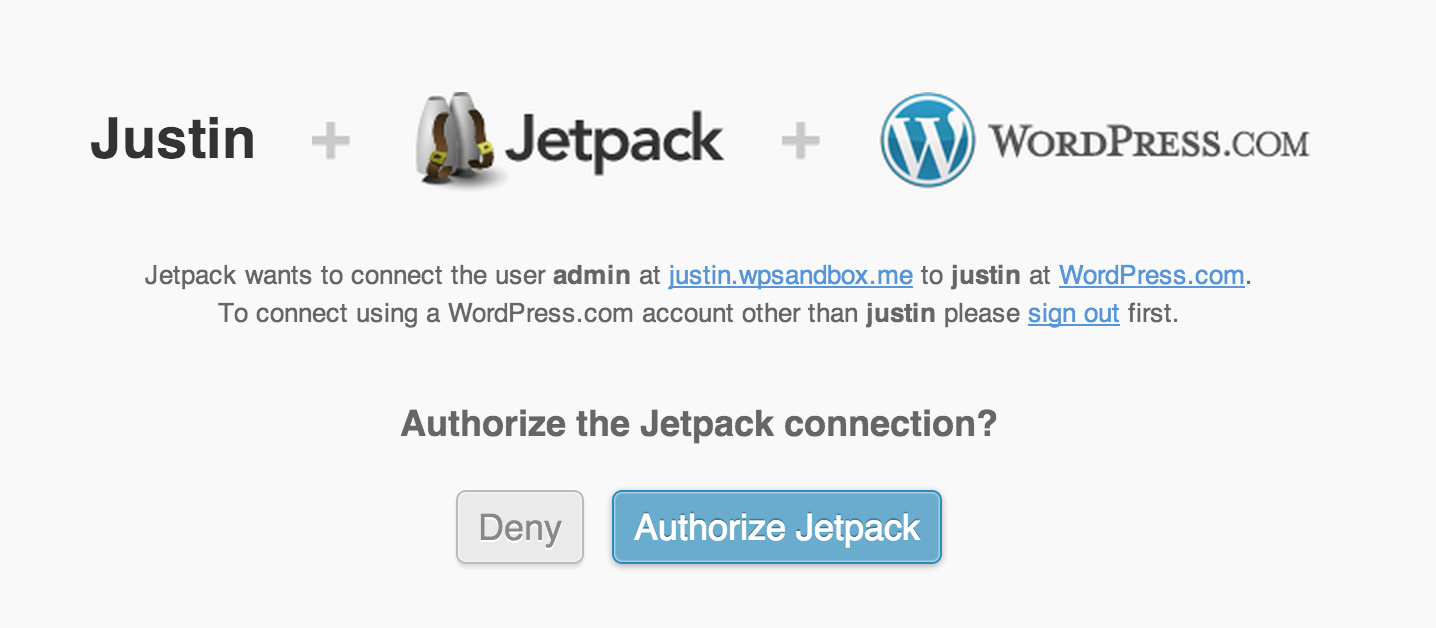 Justin + Jetpack + WORDPRESS.COM
Jetpack wants to connect the user admin at justin.wpsandbox.me to justin at WordPress.com.
To connect using a WordPress.com account other than justin please sign out first.
Authorize the Jetpack connection?
Deny Authorize Jetpack